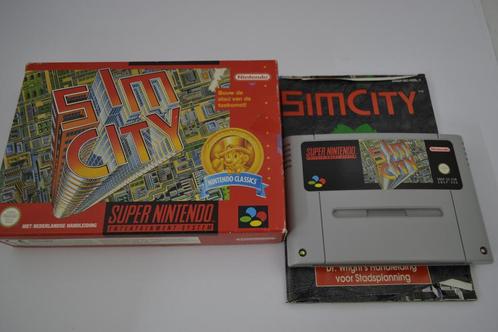 SIM
CITY
Nintendo
Bouw de
stad van de
toekomst!
NINTENDO CLASSICS
SUPER NINTENDO
ENTERTAINMENT SYSTEM
MET NEDERLANDSE HANDLEIDING
SIMCITY
SUPER NINTENDO
ENTERTAINMENT SYSTEM
SIM
CITY
Nintendo
Dr. Wright's Handleiding
voor Stadsplanning